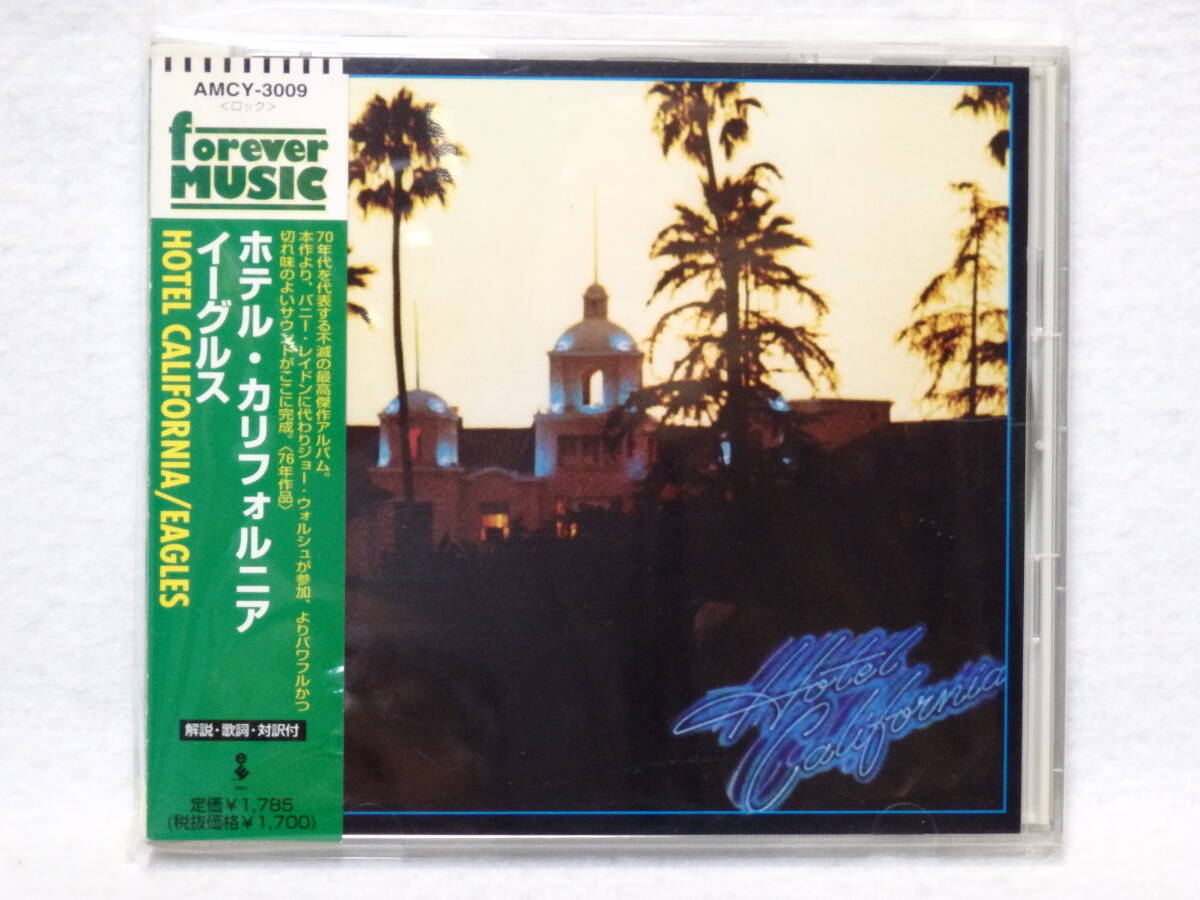 AMCY-3009
<ロック>
forever
MUSIC
ホテル・カリフォルニア
イーグルス
HOTEL CALIFORNIA/EAGLES
70年代を代表する不滅の最高傑作アルバム。
本作より、バニー・レイドンに代わりジョー・ウォルシュが参加、よりパワフルかつ
切れ味のよいサウンドがここに完成。〈76年作品〉
解説・歌詞・対訳付
定価¥1,785
(税抜価格¥1,700)
Hotel
California